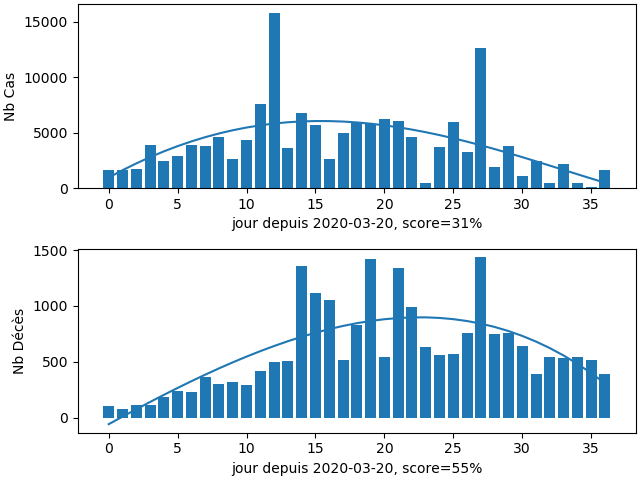 15000
10000
5000
0
Nb Cas
0 5 10 15 20 25 30 35
jour depuis 2020-03-20, score=31%
1500
1000
500
0
Nb Décès
0 5 10 15 20 25 30 35
jour depuis 2020-03-20, score=55%